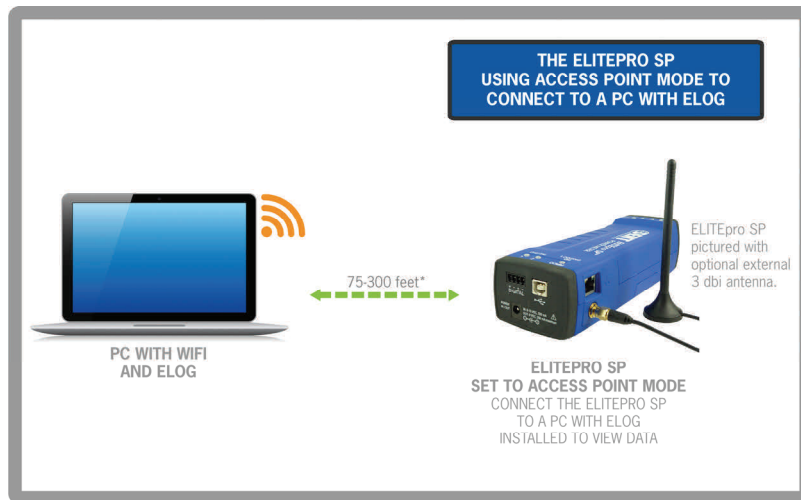 THE ELITEPRO SP
USING ACCESS POINT MODE TO
CONNECT TO A PC WITH ELOG
75-300 feet*
ELITEpro SP
pictured with
optional external
3 dbi antenna.
PC WITH WIFI
AND ELOG
ELITEPRO SP
SET TO ACCESS POINT MODE
CONNECT THE ELITEPRO SP
TO A PC WITH ELOG
INSTALLED TO VIEW DATA